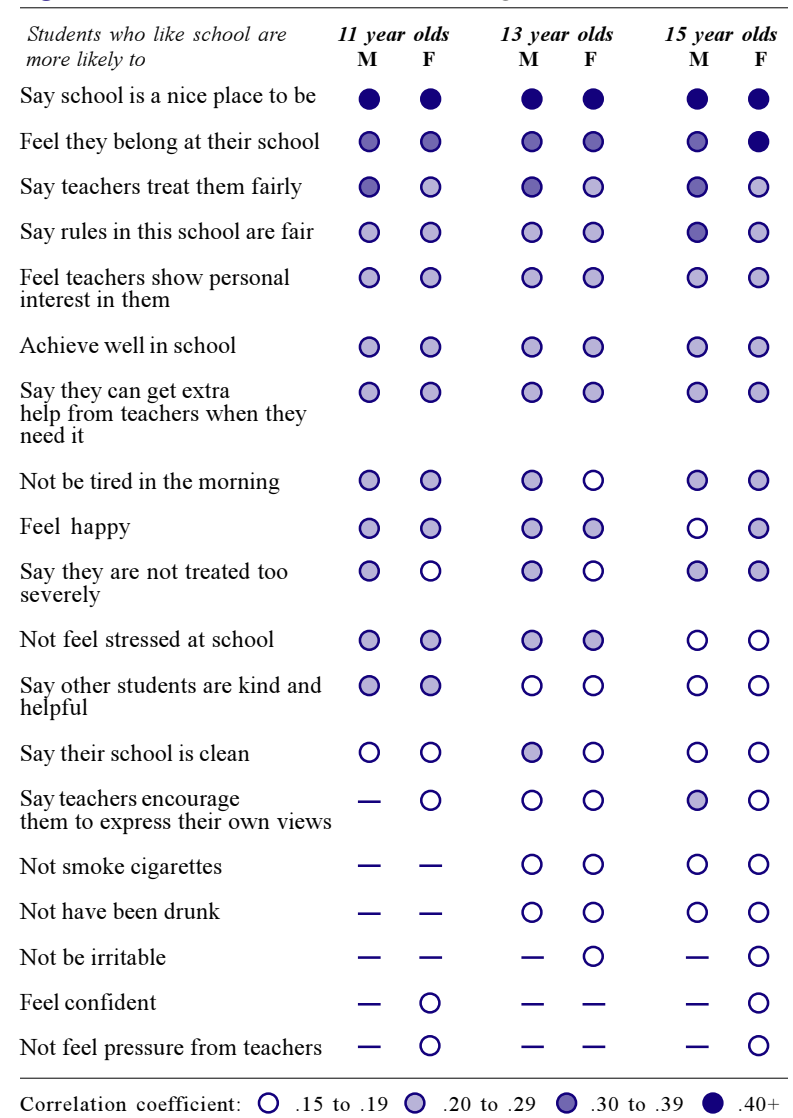 Students who like school are 11 year olds 13 year olds 15 year olds
more likely to M F M F M F
Say school is a nice place to be
Feel they belong at their school
Say teachers treat them fairly
Say rules in this school are fair
Feel teachers show personal
interest in them
Achieve well in school
Say they can get extra
help from teachers when they
need it
Not be tired in the morning
Feel happy
Say they are not treated too
severely
Not feel stressed at school
Say other students are kind and
helpful
Say their school is clean
Say teachers encourage
them to express their own views
—
Not smoke cigarettes — —
Not have been drunk — —
Not be irritable — — — —
Feel confident — — — —
Not feel pressure from teachers — — — —
Correlation coefficient: .15 to .19 .20 to .29 .30 to .39 .40+